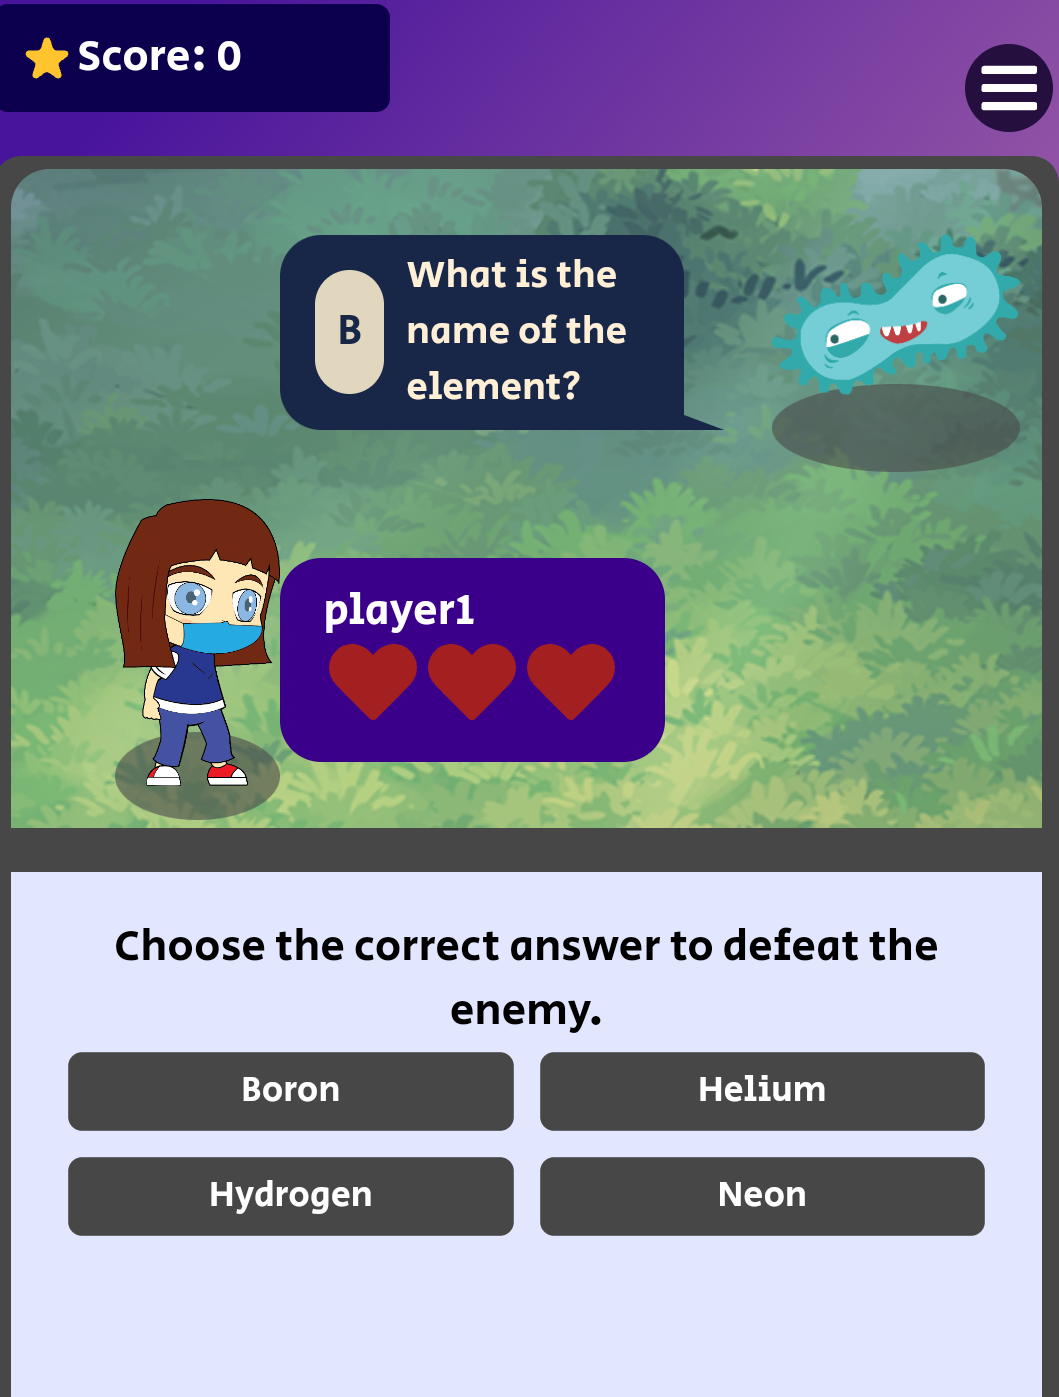 Score: 0
B
What is the
name of the
element?
player1
Choose the correct answer to defeat the
enemy.
Boron
Helium
Hydrogen
Neon